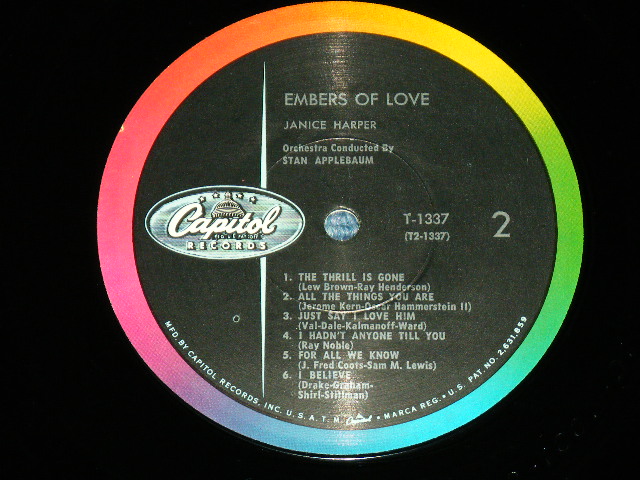 EMBERS OF LOVE
JANICE HARPER
Orchestra Conducted By
STAN APPLEBAUM
Capitol
RECORDS
T-1337
(T2-1337)
2
1. THE THRILL IS GONE
(Lew Brown-Ray Henderson)
2. ALL THE THINGS YOU ARE
(Jerome Kern-Oscar Hammerstein II)
3. JUST SAY I LOVE HIM
(Val-Dale-Kalmanoff-Ward)
4. I HADN'T ANYONE TILL YOU
(Ray Noble)
5. FOR ALL WE KNOW
(J. Fred Coots-Sam M. Lewis)
6. I BELIEVE
(Drake-Graham-
Shirl-Stillman)
MFD. BY CAPITOL RECORDS, INC. U.S.A. T.M. Capitol • MARCA REG. • U.S. PAT. NO. 2,631,859